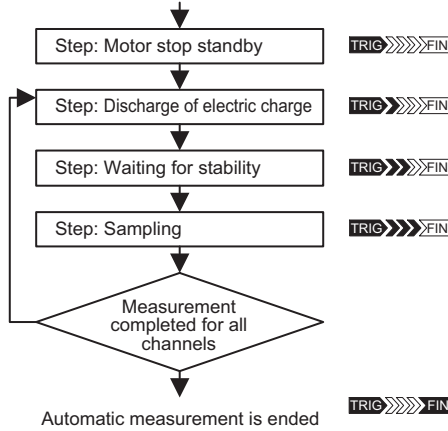 Step: Motor stop standby
TRIG FIN
Step: Discharge of electric charge
TRIG FIN
Step: Waiting for stability
TRIG FIN
Step: Sampling
TRIG FIN
Measurement
completed for all
channels
Automatic measurement is ended
TRIG FIN